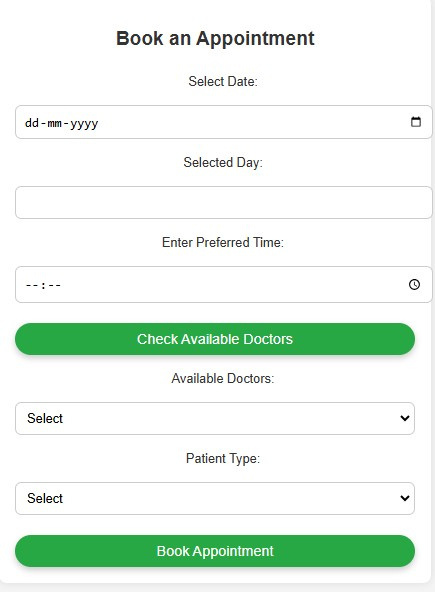 Book an Appointment
Select Date:
dd-mm-yyyy
Selected Day:
Enter Preferred Time:
--:--
Check Available Doctors
Available Doctors:
Select
Patient Type:
Select
Book Appointment